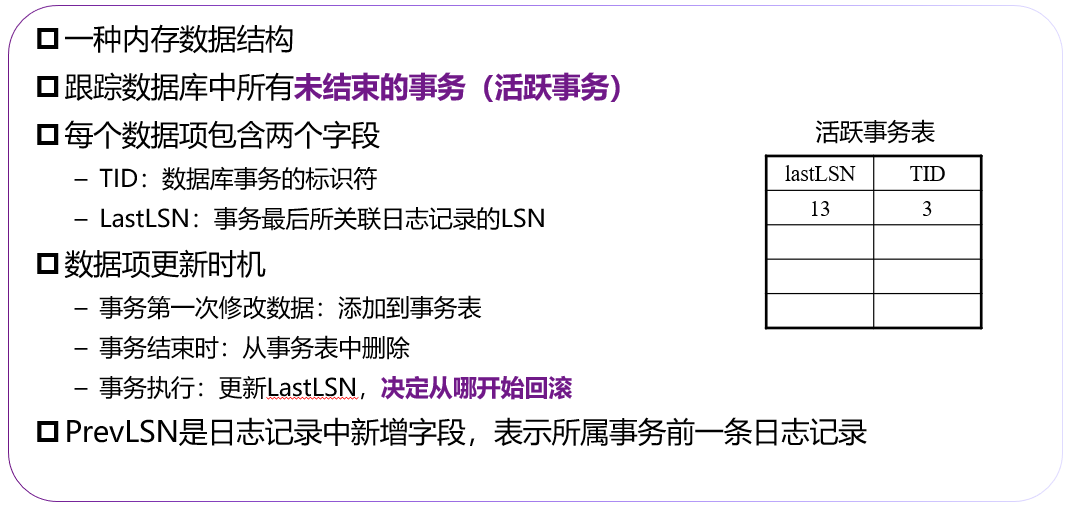 一种内存数据结构
跟踪数据库中所有未结束的事务（活跃事务）
每个数据项包含两个字段
– TID：数据库事务的标识符
– LastLSN：事务最后所关联日志记录的LSN
数据项更新时机
– 事务第一次修改数据：添加到事务表
– 事务结束时：从事务表中删除
– 事务执行：更新LastLSN，决定从哪开始回滚
PrevLSN是日志记录中新增字段，表示所属事务前一条日志记录
活跃事务表
lastLSN TID
13 3